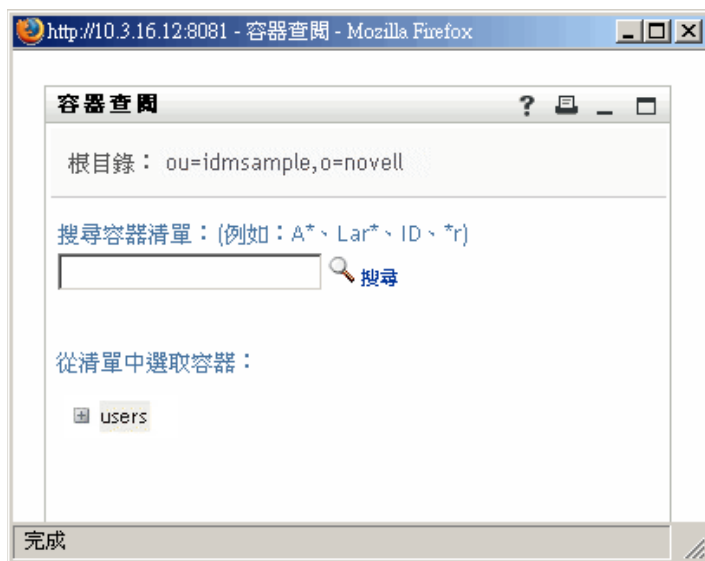 http://10.3.16.12:8081 - 容器查閱 - Mozilla Firefox
容器查閱
根目錄： ou=idmsample,o=novell
搜尋容器清單：(例如：A*、Lar*、ID、*r)
搜尋
從清單中選取容器：
users
完成